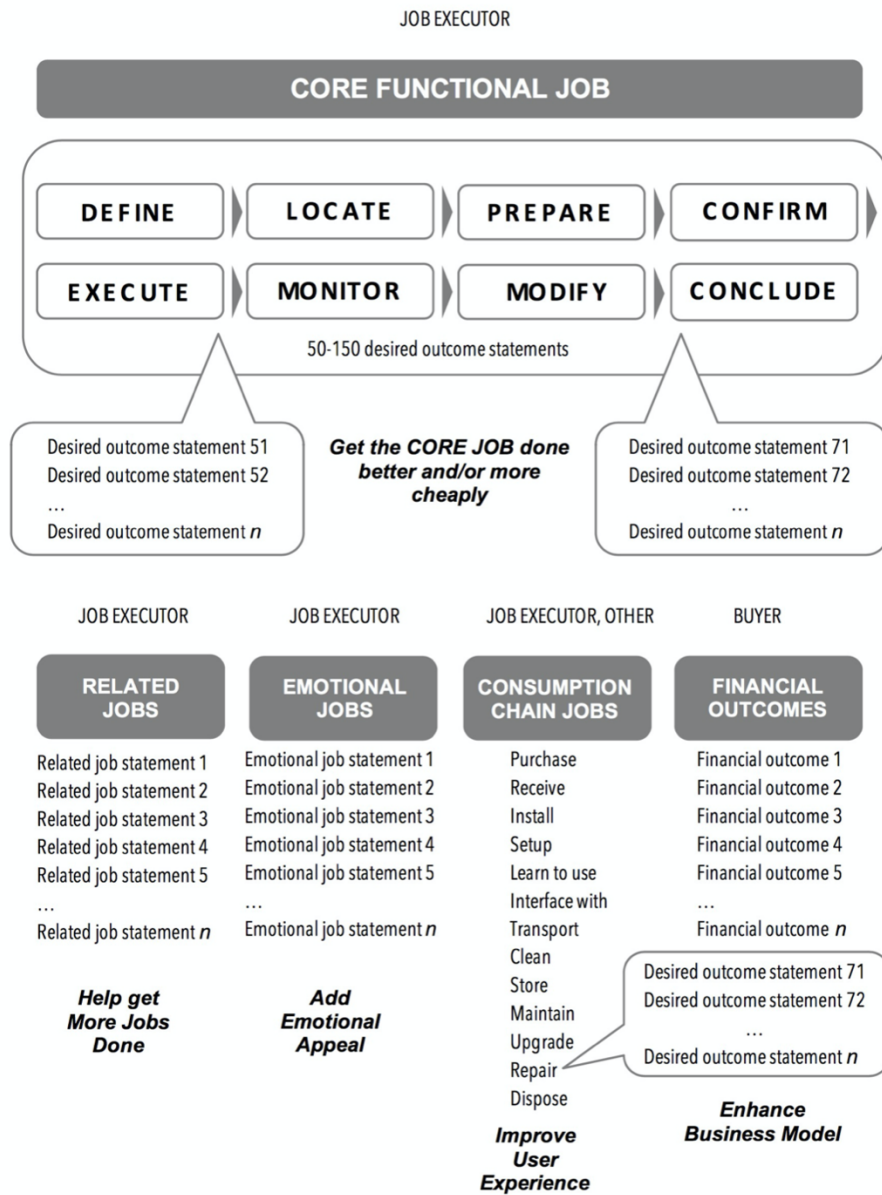 JOB EXECUTOR
CORE FUNCTIONAL JOB
DEFINE
LOCATE
PREPARE
CONFIRM
EXECUTE
MONITOR
MODIFY
CONCLUDE
50-150 desired outcome statements
Desired outcome statement 51
Desired outcome statement 52
...
Desired outcome statement n
Get the CORE JOB done
better and/or more
cheaply
Desired outcome statement 71
Desired outcome statement 72
...
Desired outcome statement n
JOB EXECUTOR
RELATED
JOBS
Related job statement 1
Related job statement 2
Related job statement 3
Related job statement 4
Related job statement 5
...
Related job statement n
Help get
More Jobs
Done
JOB EXECUTOR
EMOTIONAL
JOBS
Emotional job statement 1
Emotional job statement 2
Emotional job statement 3
Emotional job statement 4
Emotional job statement 5
...
Emotional job statement n
Add
Emotional
Appeal
JOB EXECUTOR, OTHER
CONSUMPTION
CHAIN JOBS
Purchase
Receive
Install
Setup
Learn to use
Interface with
Transport
Clean
Store
Maintain
Upgrade
Repair
Dispose
Improve
User
Experience
BUYER
FINANCIAL
OUTCOMES
Financial outcome 1
Financial outcome 2
Financial outcome 3
Financial outcome 4
Financial outcome 5
...
Financial outcome n
Desired outcome statement 71
Desired outcome statement 72
...
Desired outcome statement n
Enhance
Business Model